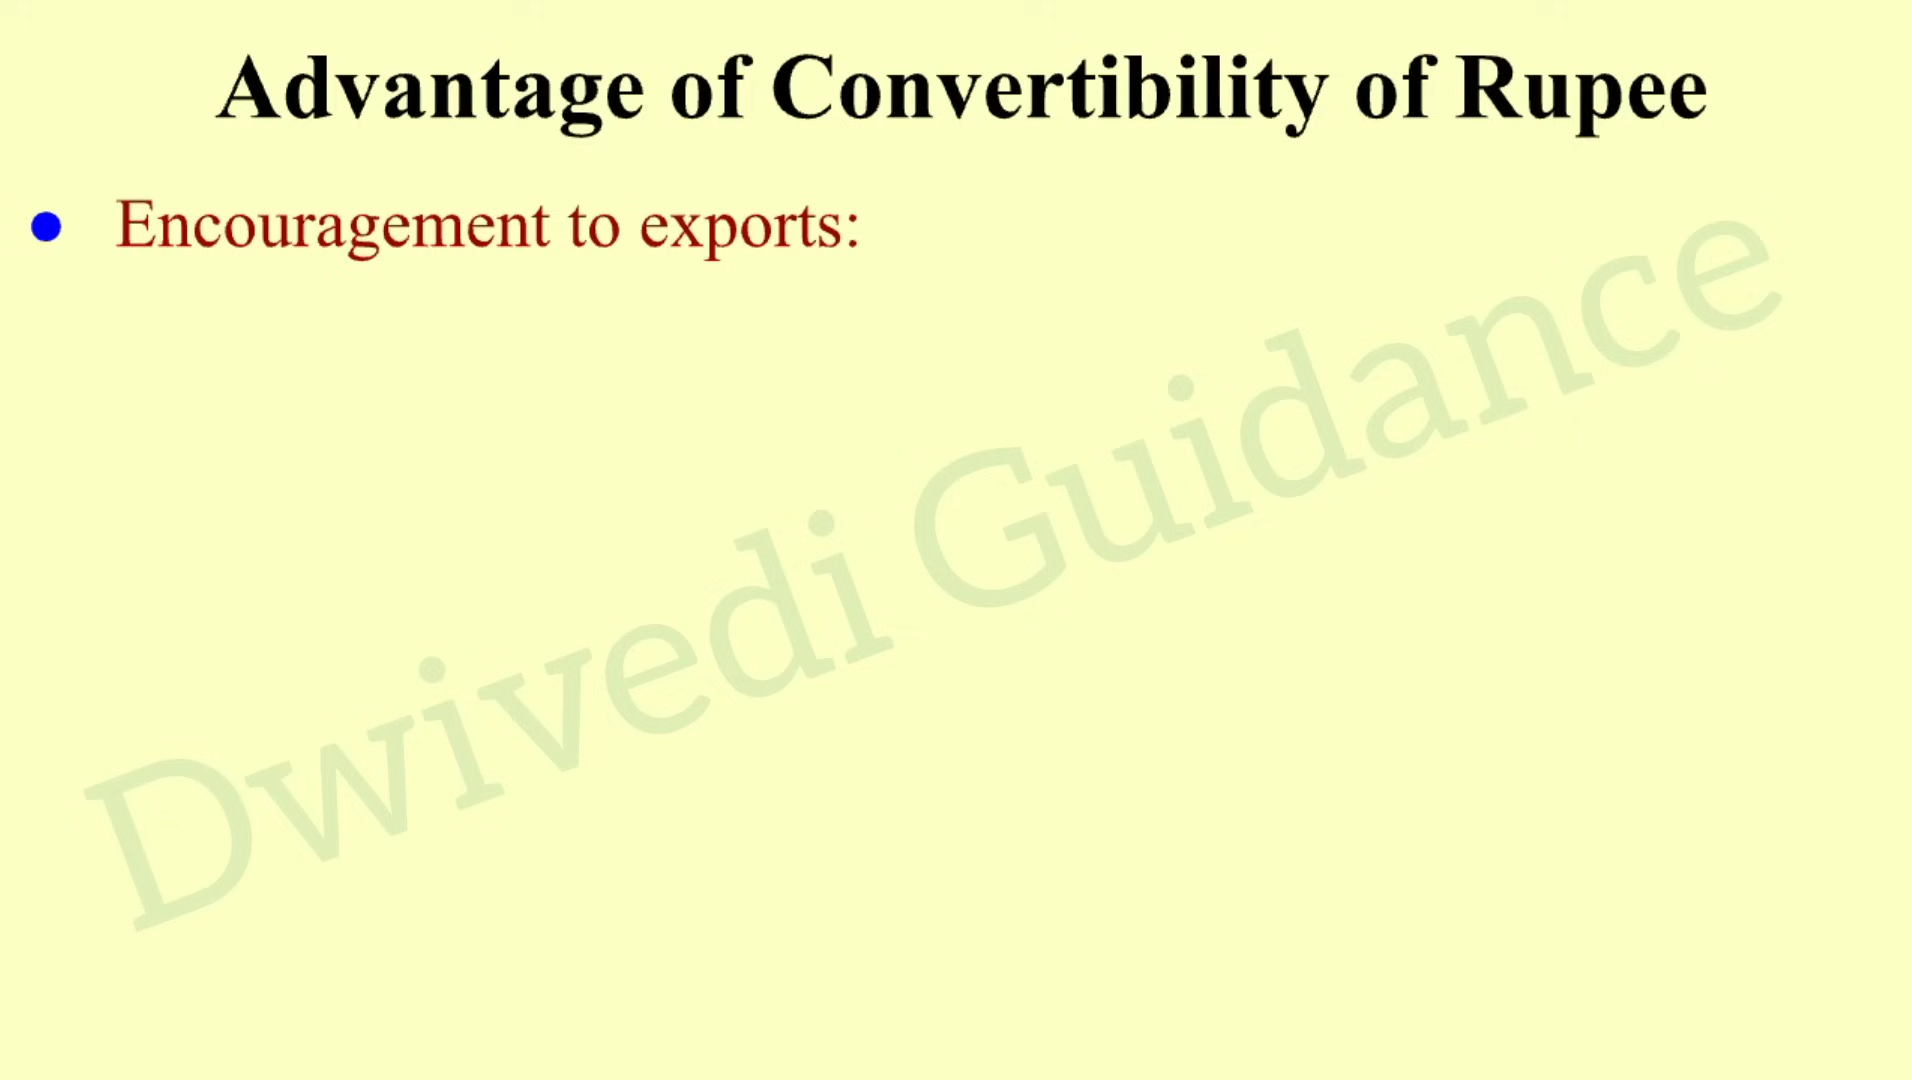 Advantage of Convertibility of Rupee
● Encouragement to exports:
Dwivedi Guidance